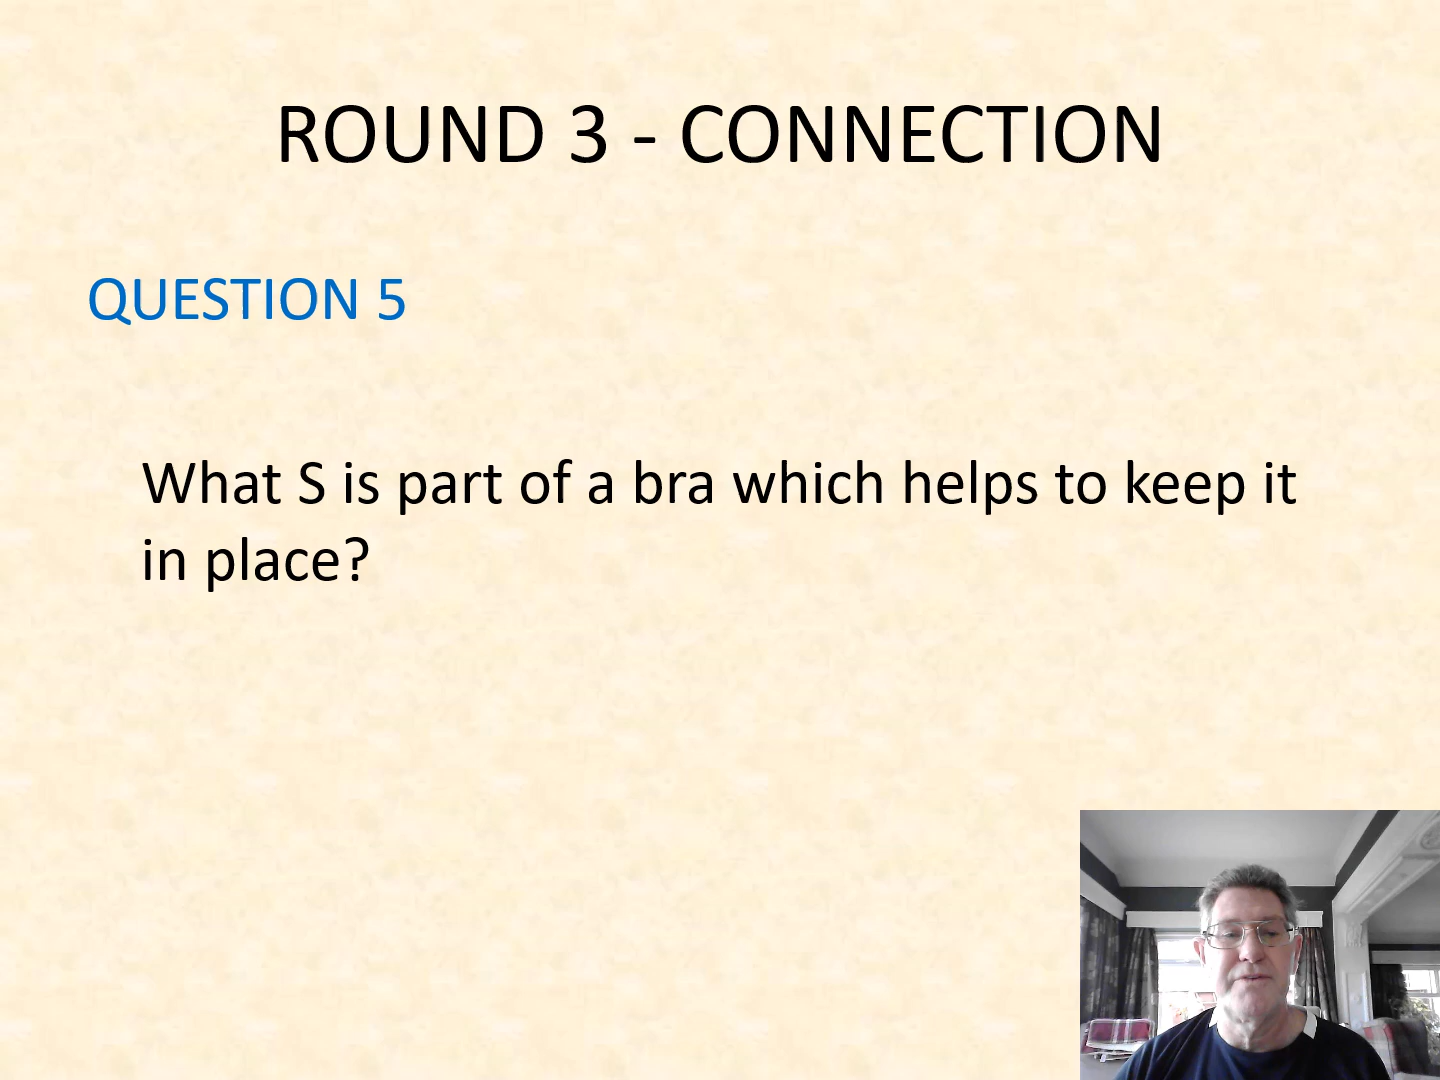 ROUND 3 - CONNECTION
QUESTION 5
What S is part of a bra which helps to keep it
in place?